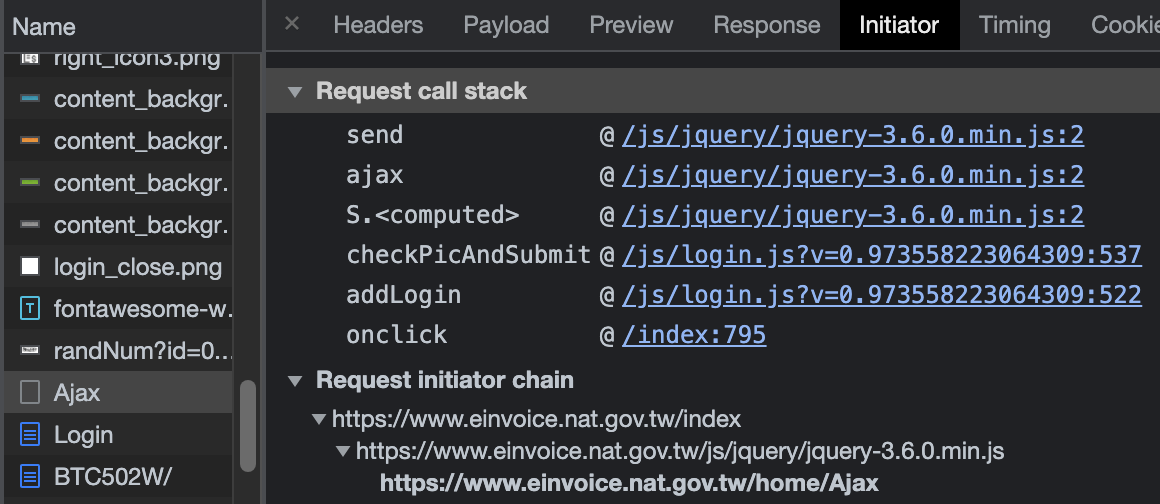 Name
right_icon3.png
content_backgr.
content_backgr.
content_backgr.
content_backgr.
login_close.png
fontawesome-w.
randNum?id=0...
Ajax
Login
BTC502W/
× Headers Payload Preview Response Initiator Timing Cookie
Request call stack
send @ /js/jquery/jquery-3.6.0.min.js:2
ajax @ /js/jquery/jquery-3.6.0.min.js:2
S.<computed> @ /js/jquery/jquery-3.6.0.min.js:2
checkPicAndSubmit @ /js/login.js?v=0.973558223064309:537
addLogin @ /js/login.js?v=0.973558223064309:522
onclick @ /index:795
Request initiator chain
https://www.einvoice.nat.gov.tw/index
https://www.einvoice.nat.gov.tw/js/jquery/jquery-3.6.0.min.js
https://www.einvoice.nat.gov.tw/home/Ajax